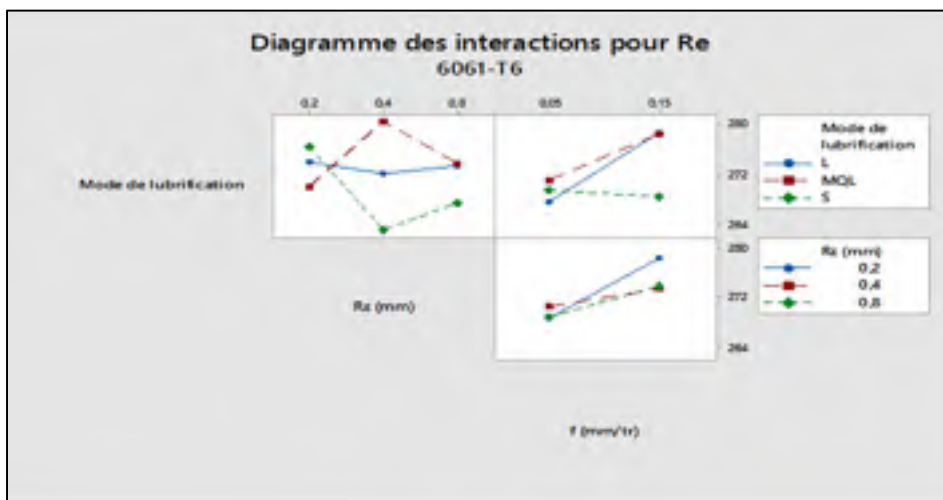 Diagramme des interactions pour Re
6061-T6
0,2 0,4 0,8 0,05 0,15
Mode de lubrification
280
272
264
Mode de
lubrification
L
MQL
S
Rε (mm)
280
272
264
Rε (mm)
0,2
0,4
0,8
f (mm/tr)